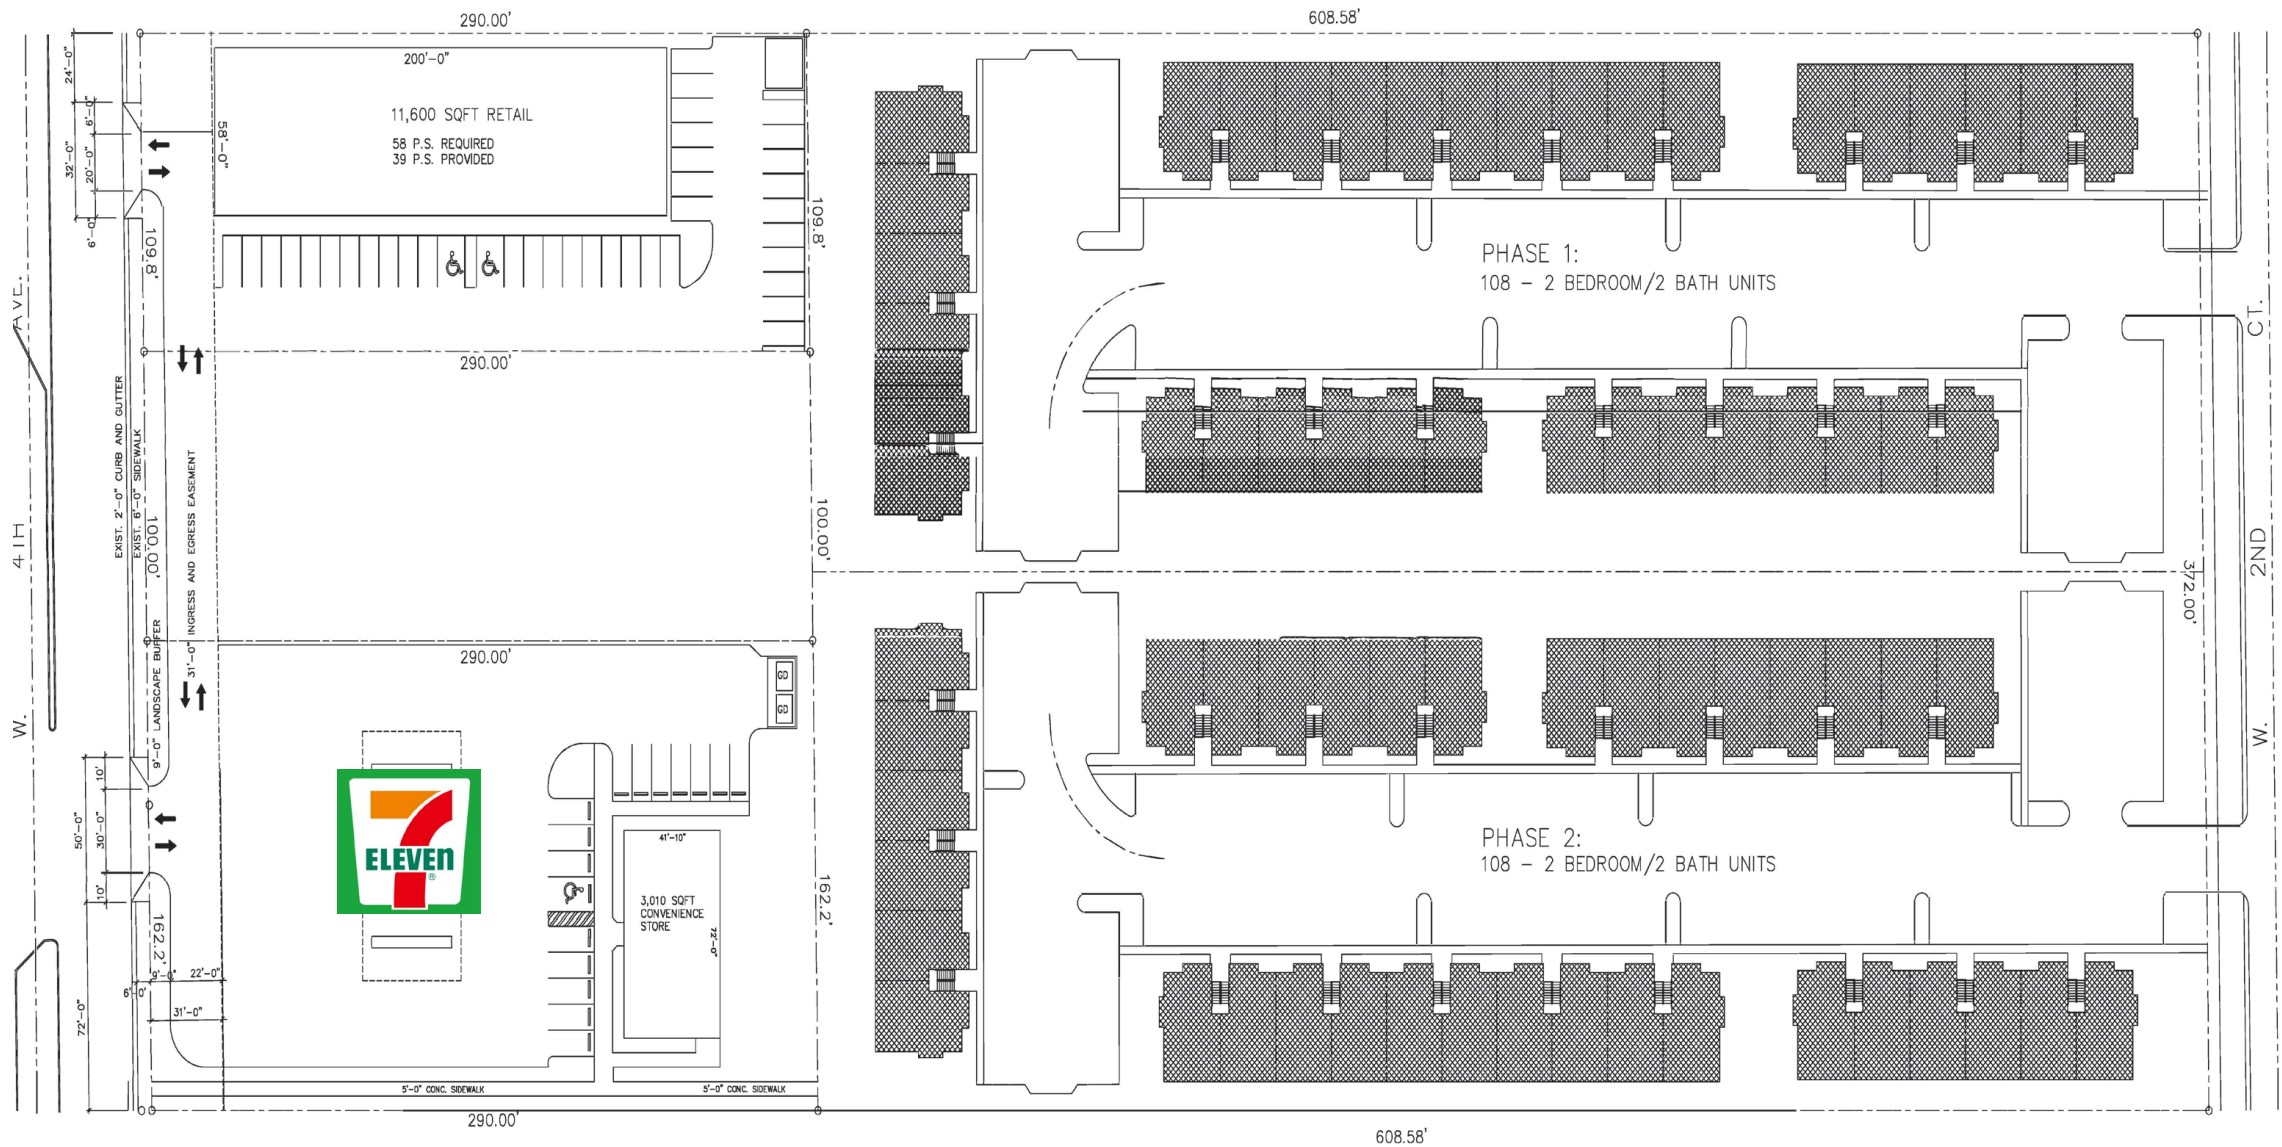 290.00'
608.58'
24'-0"
6'-0"
32'-0"
20'-0"
6'-0"
200'-0"
11,600 SQFT RETAIL
58 P.S. REQUIRED
39 P.S. PROVIDED
58'-0"
109.8'
109.8'
290.00'
PHASE 1:
108 - 2 BEDROOM/2 BATH UNITS
W. 4TH AVE.
EXIST. 2'-0" CURB AND GUTTER
EXIST. 6'-0" SIDEWALK
100.00'
9'-0" LANDSCAPE BUFFER
31'-0" INGRESS AND EGRESS EASEMENT
100.00'
372.00'
W. 2ND CT.
290.00'
GD
GD
50'-0"
10'
30'-0"
10'
7
ELEVEN
®
41'-10"
3,010 SQFT
CONVENIENCE
STORE
72'-0"
162.2'
162.2'
PHASE 2:
108 - 2 BEDROOM/2 BATH UNITS
9'-0"
22'-0"
6'-0"
31'-0"
72'-0"
5'-0" CONC. SIDEWALK
5'-0" CONC. SIDEWALK
290.00'
608.58'